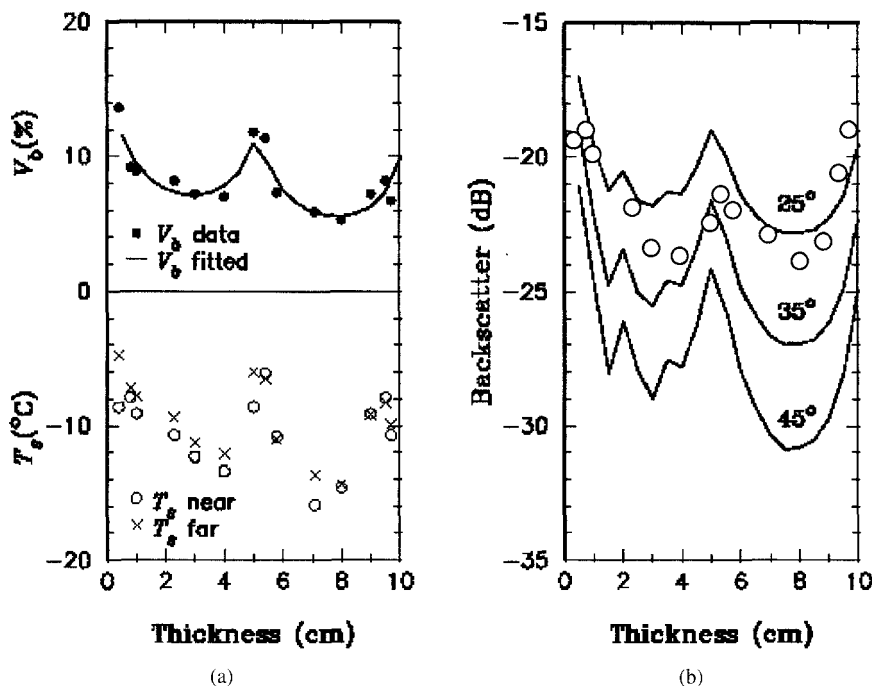 20
V_b(%)
10
■ V_b data
— V_b fitted
0
T_s(°C)
−10
○ T_s near
× T_s far
−20
0 2 4 6 8 10
Thickness (cm)
(a)
−15
−20
Backscatter (dB)
25°
−25
35°
45°
−30
−35
0 2 4 6 8 10
Thickness (cm)
(b)